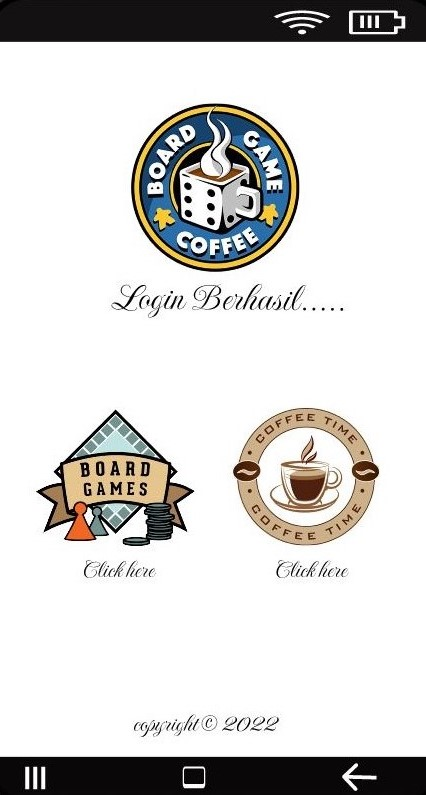 BOARD GAME
COFFEE
Login Berhasil.....
BOARD
GAMES
COFFEE TIME
COFFEE TIME
Click here
Click here
copyright© 2022